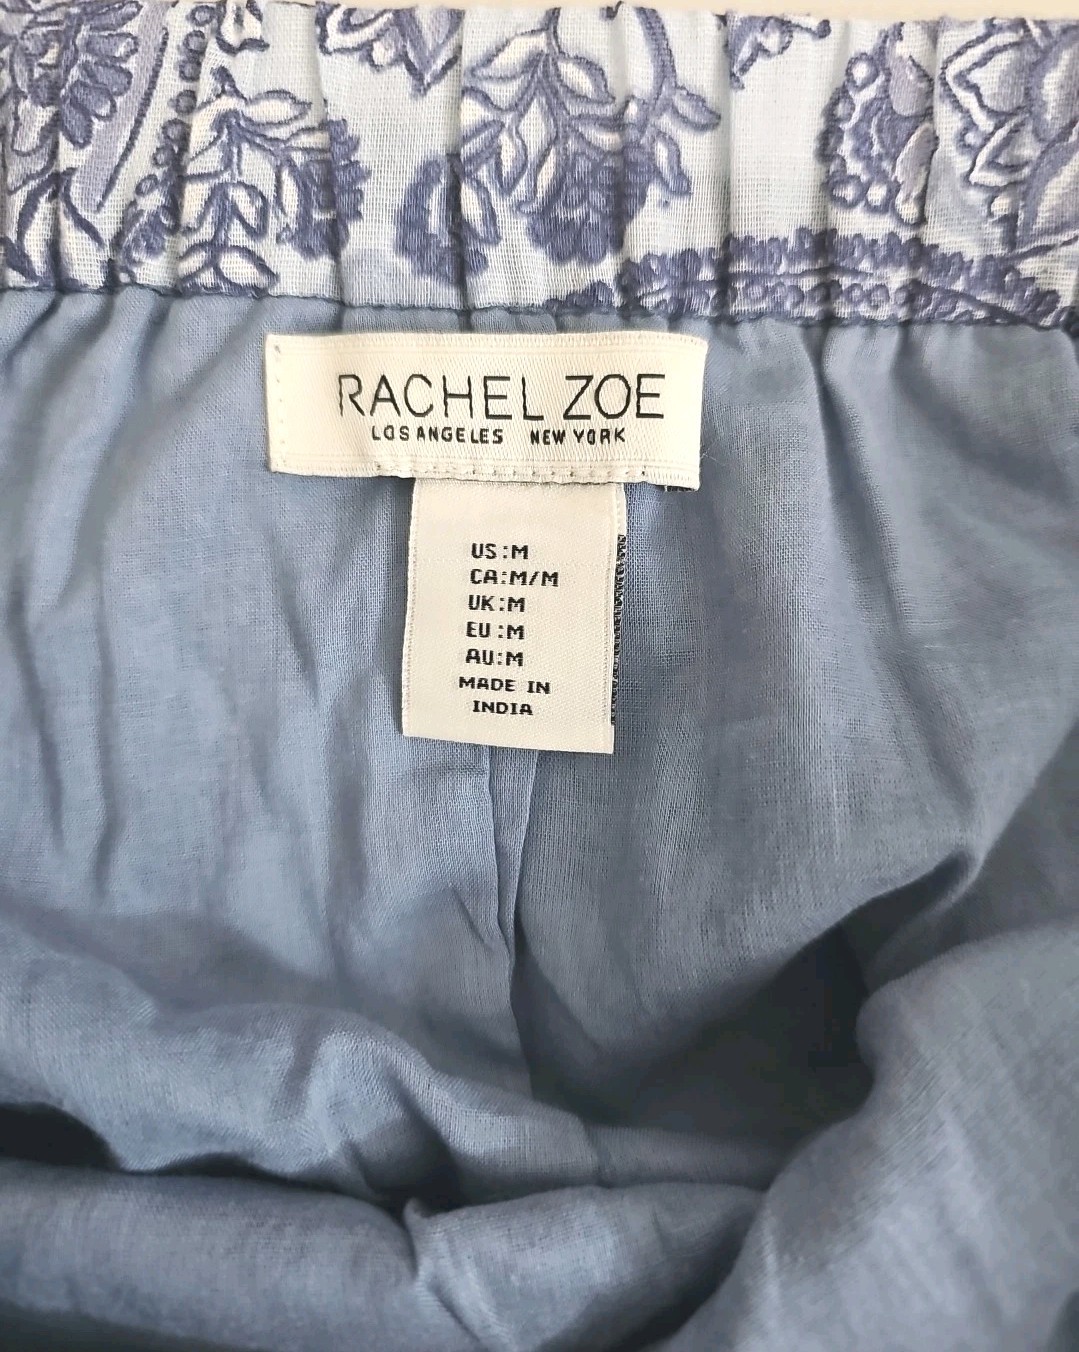 RACHEL ZOE
LOS ANGELES NEW YORK
US:M
CA:M/M
UK:M
EU:M
AU:M
MADE IN
INDIA